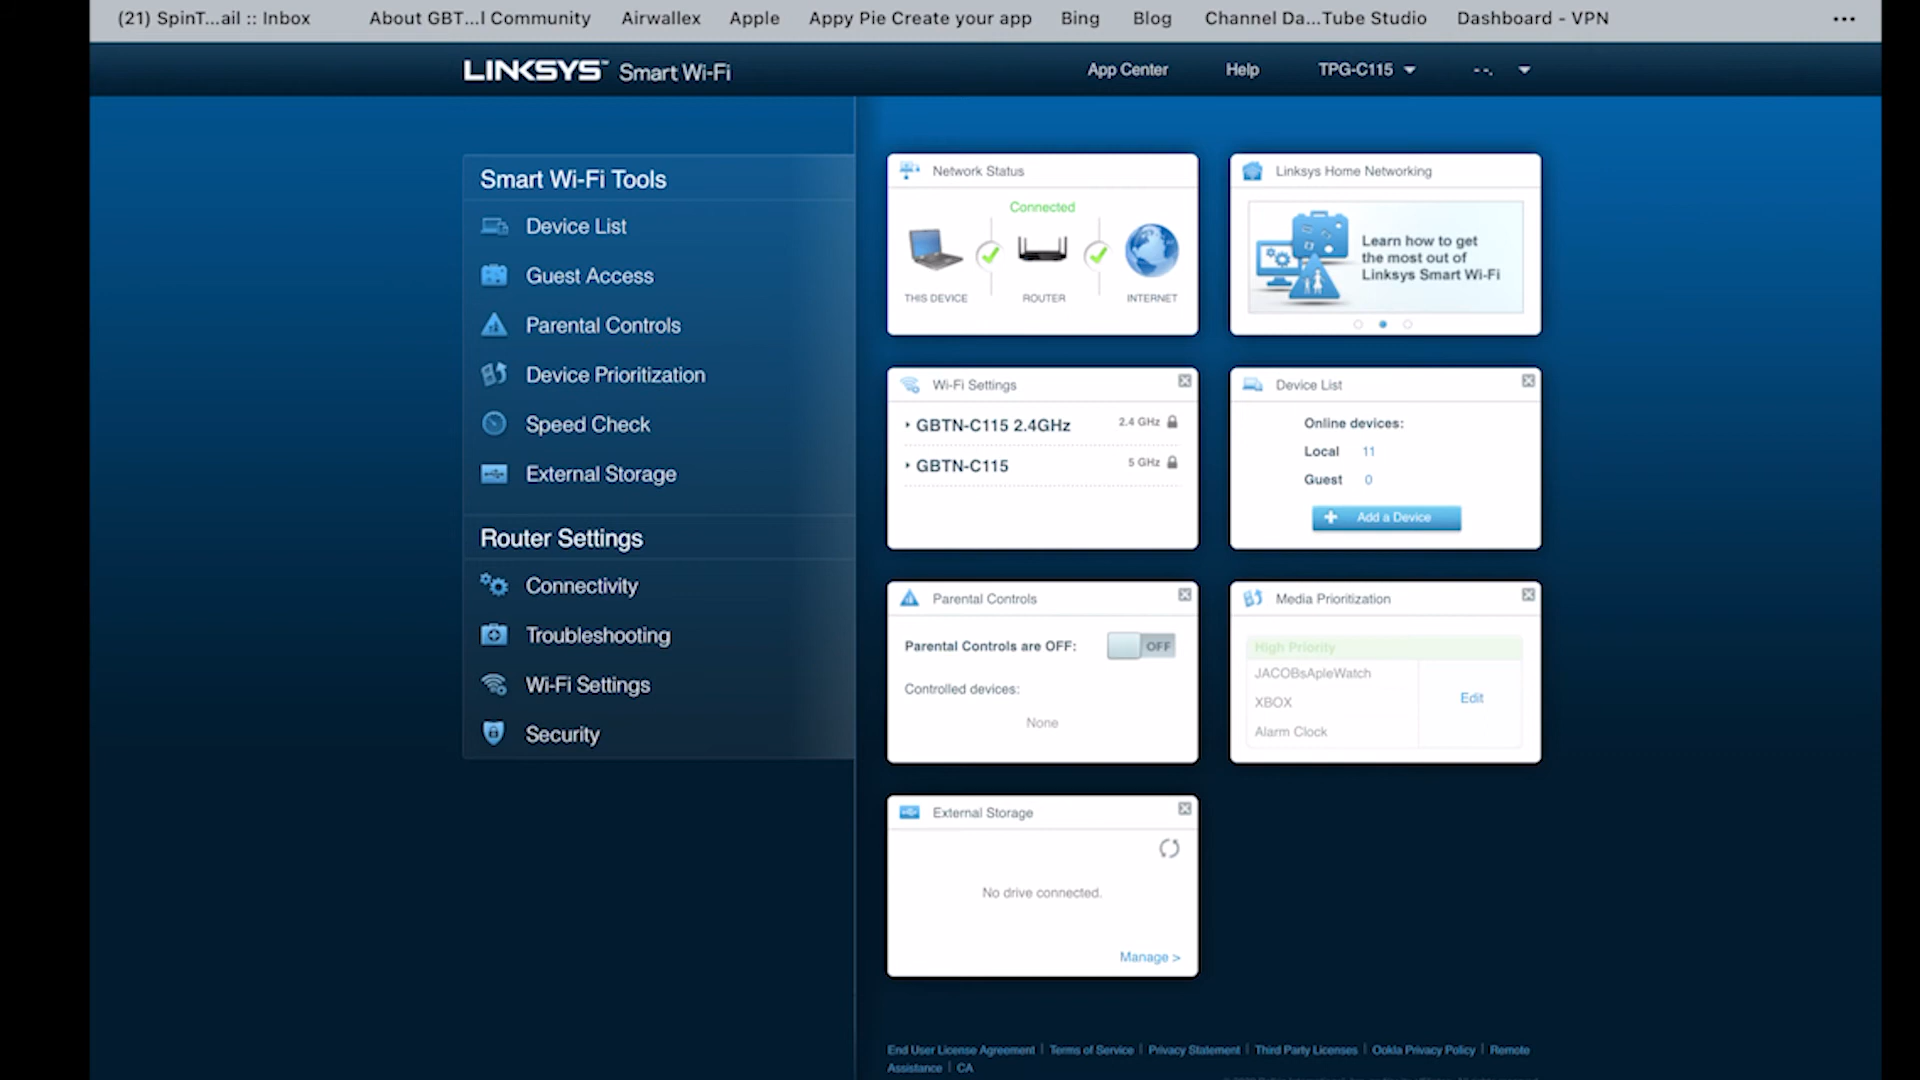 (21) SpinT...ail :: Inbox About GBT...l Community Airwallex Apple Appy Pie Create your app Bing Blog Channel Da...Tube Studio Dashboard - VPN ...
LINKSYS™ Smart Wi-Fi
App Center Help TPG-C115 --.
Smart Wi-Fi Tools
Device List
Guest Access
Parental Controls
Device Prioritization
Speed Check
External Storage
Router Settings
Connectivity
Troubleshooting
Wi-Fi Settings
Security
Network Status
Connected
THIS DEVICE ROUTER INTERNET
Linksys Home Networking
Learn how to get
the most out of
Linksys Smart Wi-Fi
Wi-Fi Settings
GBTN-C115 2.4GHz 2.4 GHz
GBTN-C115 5 GHz
Device List
Online devices:
Local 11
Guest 0
Add a Device
Parental Controls
Parental Controls are OFF: OFF
Controlled devices:
None
Media Prioritization
High Priority
JACOBsApleWatch
XBOX
Alarm Clock
Edit
External Storage
No drive connected.
Manage >
End User License Agreement | Terms of Service | Privacy Statement | Third Party Licenses | Ookla Privacy Policy | Remote
Assistance | CA